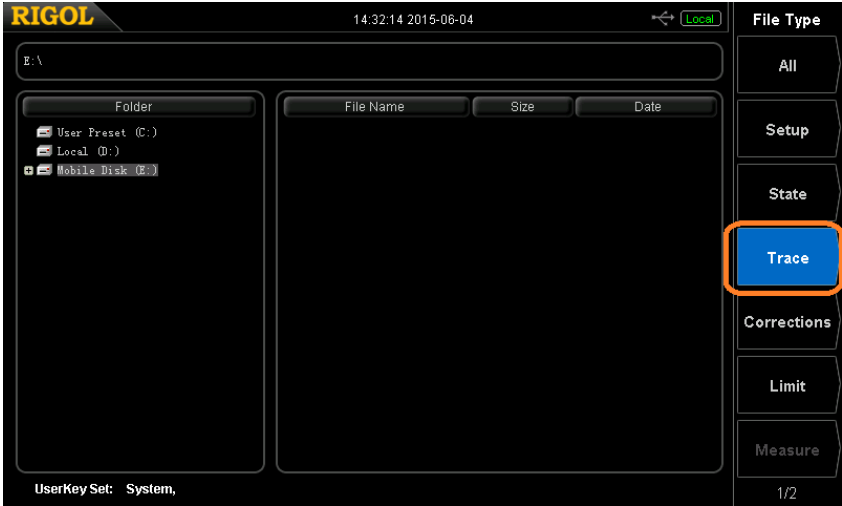 RIGOL 14:32:14 2015-06-04 Local File Type
E:\
All
Folder File Name Size Date
User Preset (C:)
Setup
Local (D:)
Mobile Disk (E:)
State
Trace
Corrections
Limit
Measure
UserKey Set: System,
1/2